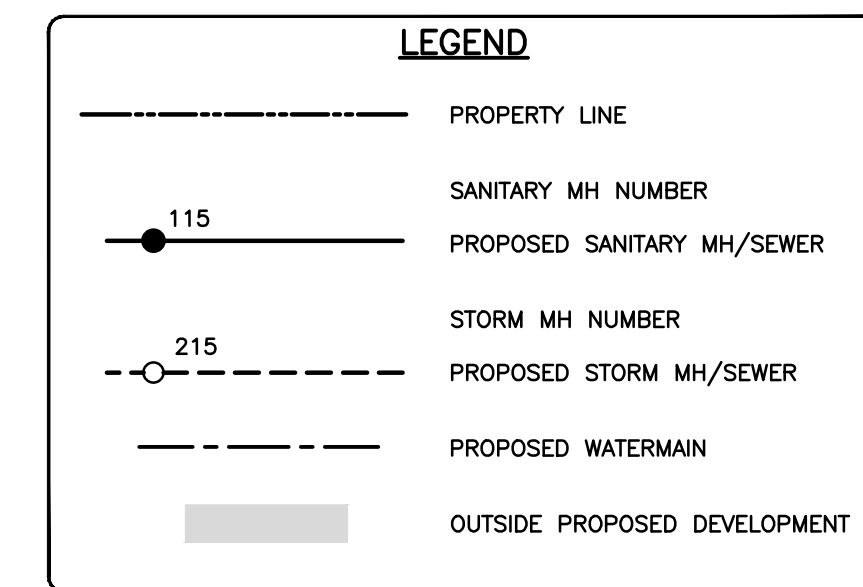 LEGEND
PROPERTY LINE
SANITARY MH NUMBER
115
PROPOSED SANITARY MH/SEWER
STORM MH NUMBER
215
PROPOSED STORM MH/SEWER
PROPOSED WATERMAIN
OUTSIDE PROPOSED DEVELOPMENT